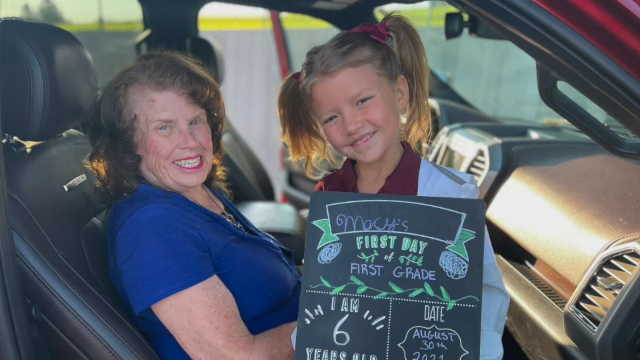 Macy's
FIRST DAY
of
FIRST GRADE
I AM
6
YEARS OLD
DATE
AUGUST
30th
2021